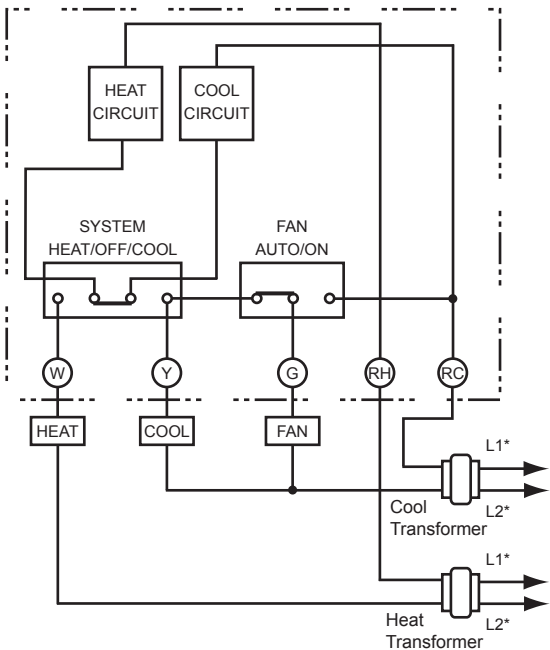 HEAT
CIRCUIT
COOL
CIRCUIT
SYSTEM
HEAT/OFF/COOL
FAN
AUTO/ON
W
Y
G
RH
RC
HEAT
COOL
FAN
L1*
L2*
Cool
Transformer
L1*
L2*
Heat
Transformer